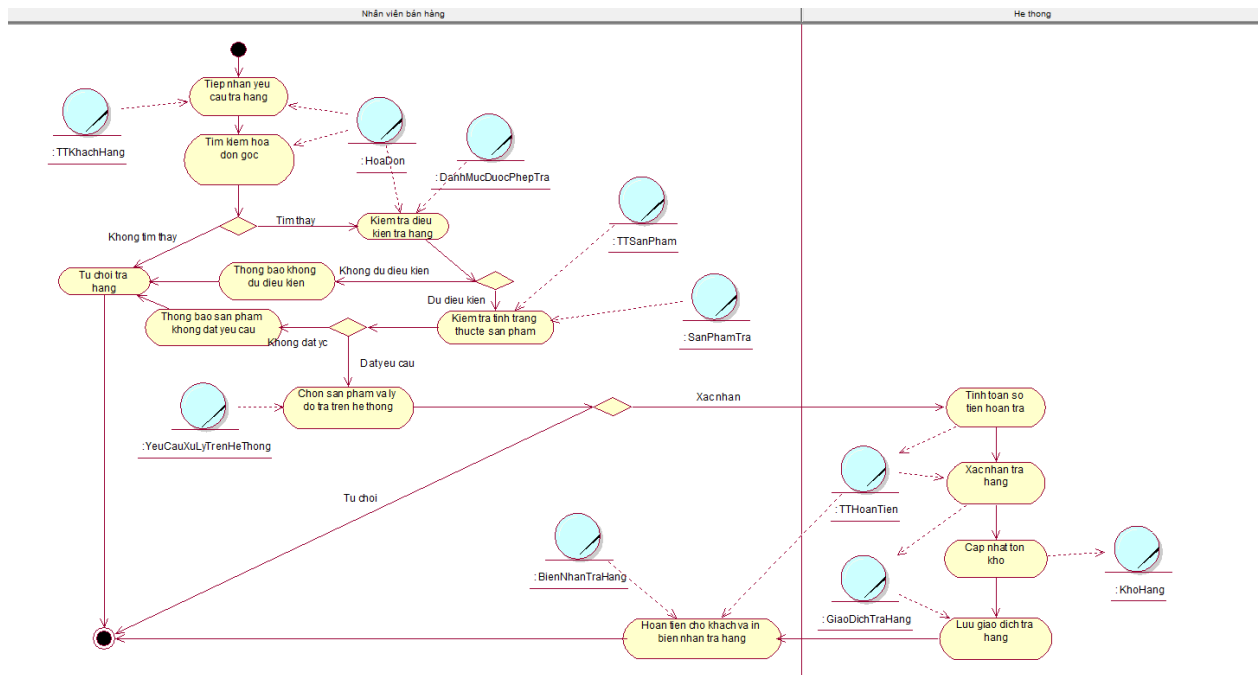 Nhân viên bán hàng
He thong
Tiep nhan yeu
cau tra hang
: TTKhachHang
Tim kiem hoa
don goc
: HoaDon
: DanhMucDuocPhepTra
Tim thay
Kiem tra dieu
kien tra hang
: TTSanPham
Khong tim thay
Tu choi tra
hang
Thong bao khong
du dieu kien
Khong du dieu kien
Du dieu kien
Thong bao san pham
khong dat yeu cau
Kiem tra tinh trang
thuc te san pham
: SanPhamTra
Khong dat yc
Dat yeu cau
Chon san pham va ly
do tra tren he thong
: YeuCauXuLyTrenHeThong
Xac nhan
Tinh toan so
tien hoan tra
Tu choi
Xac nhan tra
hang
: TTHoanTien
Cap nhat ton
kho
: BienNhanTraHang
: KhoHang
: GiaoDichTraHang
Hoan tien cho khach va in
bien nhan tra hang
Luu giao dich tra
hang